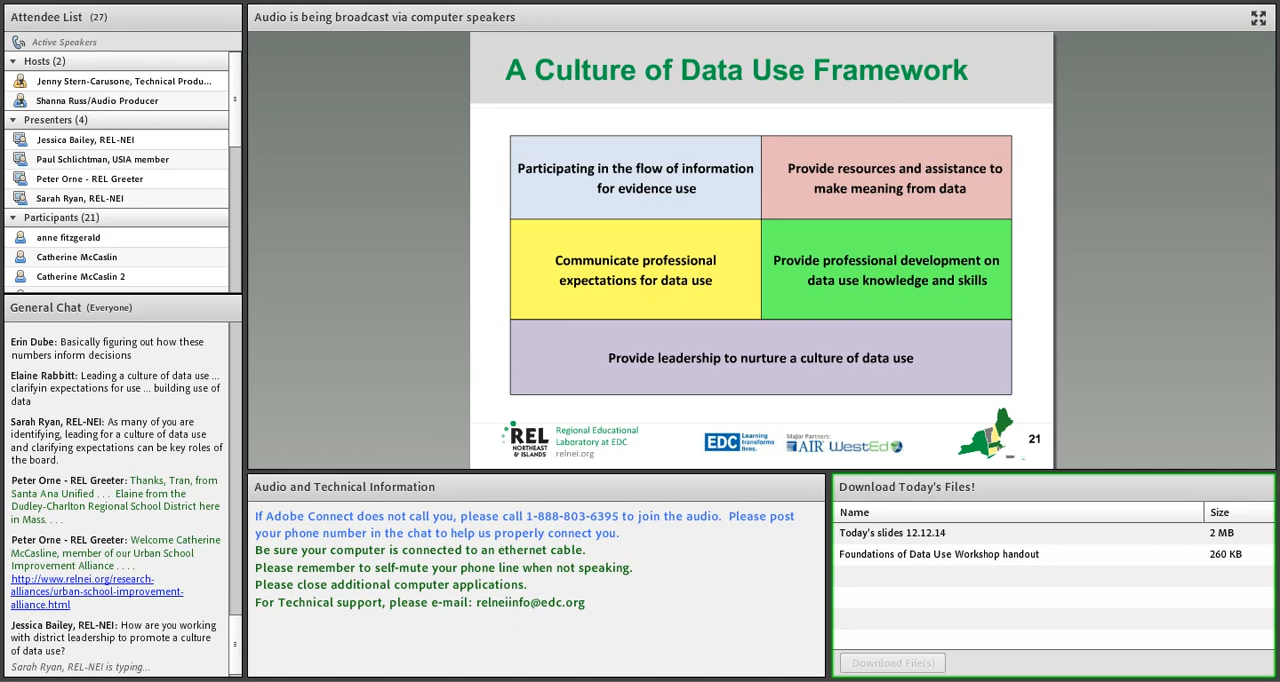 Attendee List (27)
Active Speakers
Hosts (2)
Jenny Stern-Carusone, Technical Produ...
Shanna Russ/Audio Producer
Presenters (4)
Jessica Bailey, REL-NEI
Paul Schlichtman, USIA member
Peter Orne - REL Greeter
Sarah Ryan, REL-NEI
Participants (21)
anne fitzgerald
Catherine McCaslin
Catherine McCaslin 2
General Chat (Everyone)
Erin Dube: Basically figuring out how these
numbers inform decisions
Elaine Rabbitt: Leading a culture of data use ...
clarifyin expectations for use ... building use of
data
Sarah Ryan, REL-NEI: As many of you are
identifying, leading for a culture of data use
and clarifying expectations can be key roles of
the board.
Peter Orne - REL Greeter: Thanks, Tran, from
Santa Ana Unified . . . Elaine from the
Dudley-Charlton Regional School District here
in Mass. . . .
Peter Orne - REL Greeter: Welcome Catherine
McCasline, member of our Urban School
Improvement Alliance . . . .
http://www.relnei.org/research-
alliances/urban-school-improvement-
alliance.html
Jessica Bailey, REL-NEI: How are you working
with district leadership to promote a culture
of data use?
Sarah Ryan, REL-NEI is typing...
Audio is being broadcast via computer speakers
A Culture of Data Use Framework
Participating in the flow of information
for evidence use
Provide resources and assistance to
make meaning from data
Communicate professional
expectations for data use
Provide professional development on
data use knowledge and skills
Provide leadership to nurture a culture of data use
REL
NORTHEAST
& ISLANDS
Regional Educational
Laboratory at EDC
relnei.org
EDC
Learning
transforms
lives.
Major Partners:
AIR WestEd
21
Audio and Technical Information
If Adobe Connect does not call you, please call 1-888-803-6395 to join the audio. Please post
your phone number in the chat to help us properly connect you.
Be sure your computer is connected to an ethernet cable.
Please remember to self-mute your phone line when not speaking.
Please close additional computer applications.
For Technical support, please e-mail: relneiinfo@edc.org
Download Today's Files!
Name Size
Today's slides 12.12.14 2 MB
Foundations of Data Use Workshop handout 260 KB
Download File(s)